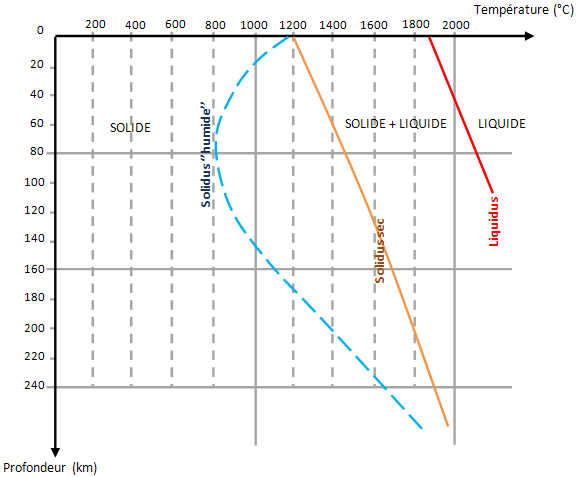 Température (°C)
200 400 600 800 1000 1200 1400 1600 1800 2000
0
20
40
60
80
100
120
140
160
180
200
220
240
SOLIDE
Solidus "humide"
SOLIDE + LIQUIDE
LIQUIDE
Solidus sec
Liquidus
Profondeur (km)